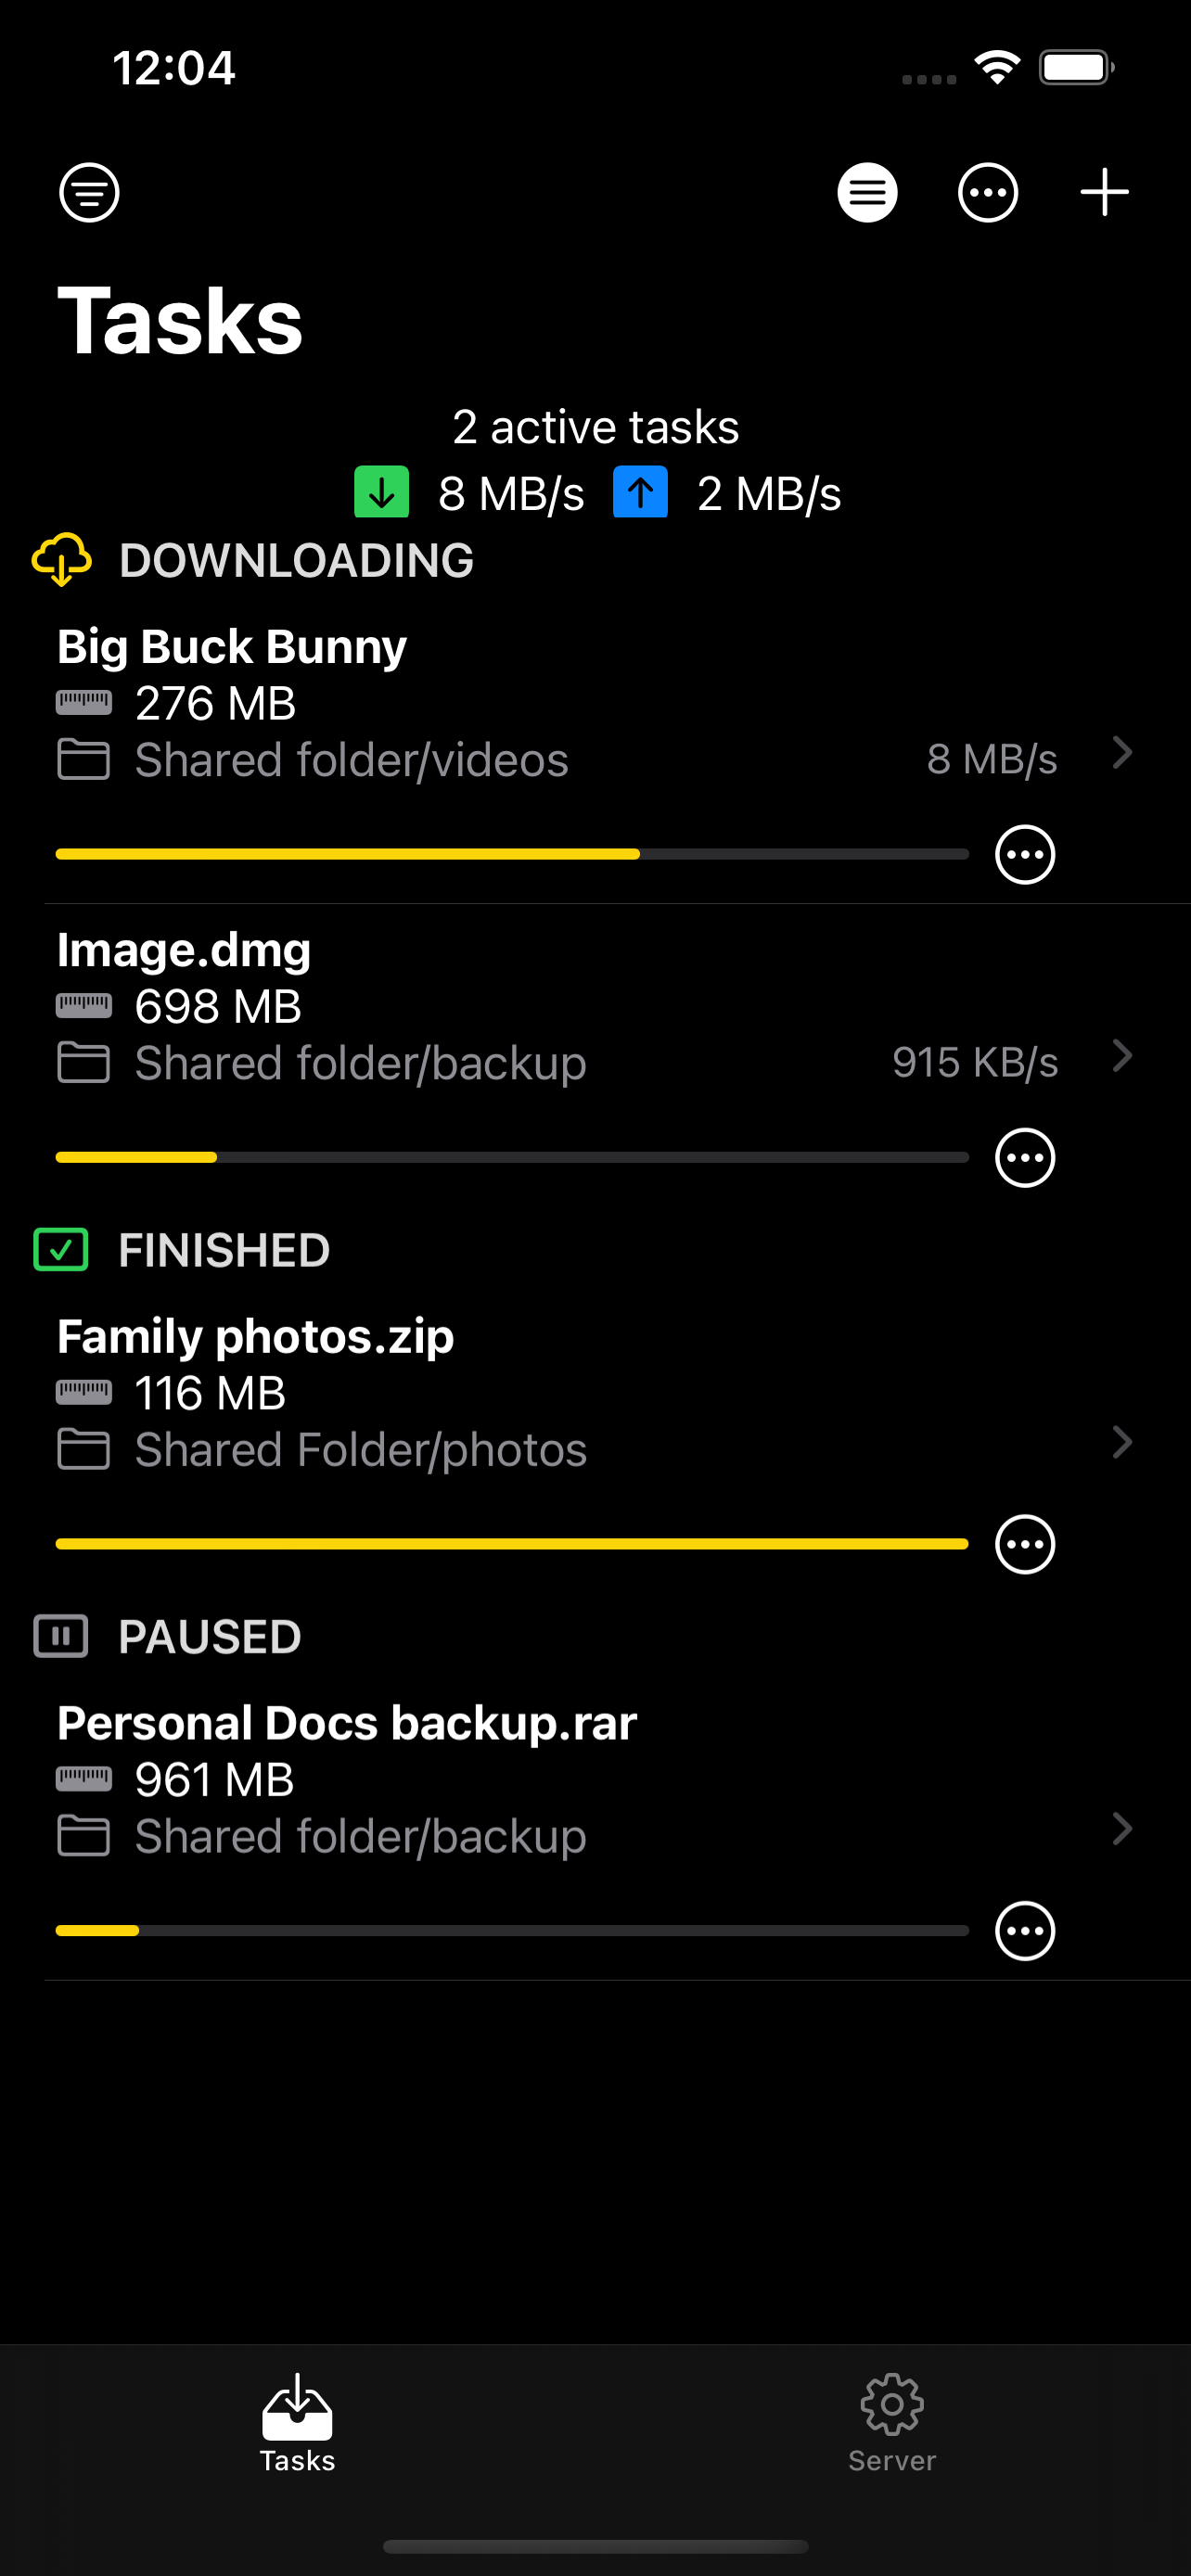 12:04
Tasks
2 active tasks
8 MB/s 2 MB/s
DOWNLOADING
Big Buck Bunny
276 MB
Shared folder/videos 8 MB/s
Image.dmg
698 MB
Shared folder/backup 915 KB/s
FINISHED
Family photos.zip
116 MB
Shared Folder/photos
PAUSED
Personal Docs backup.rar
961 MB
Shared folder/backup
Tasks Server